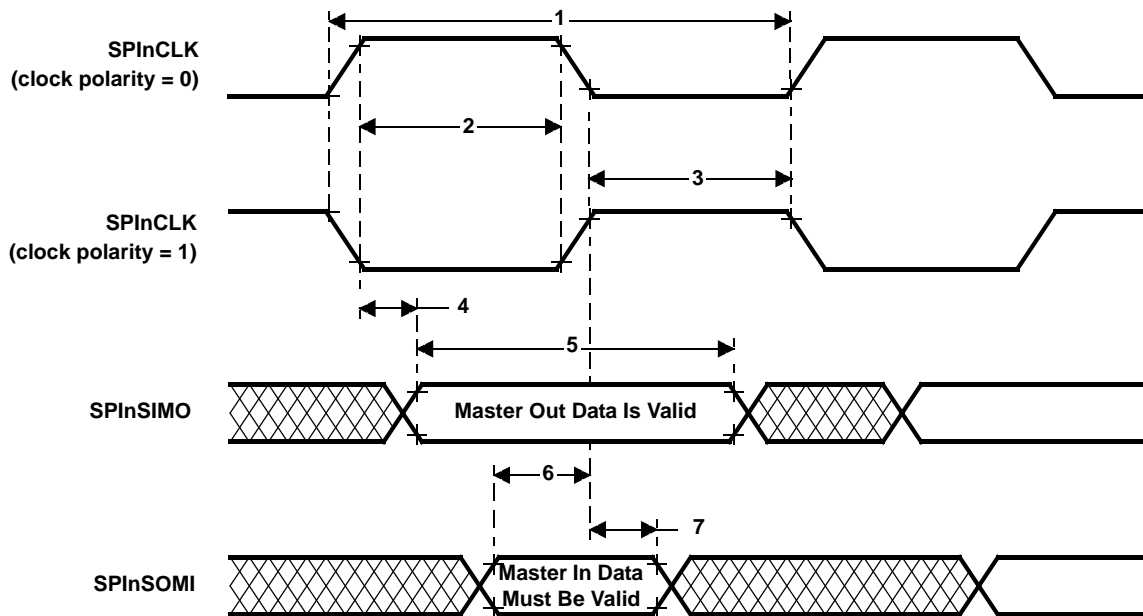 1
SPInCLK
(clock polarity = 0)
2
3
SPInCLK
(clock polarity = 1)
4
5
SPInSIMO
Master Out Data Is Valid
6
7
SPInSOMI
Master In Data
Must Be Valid